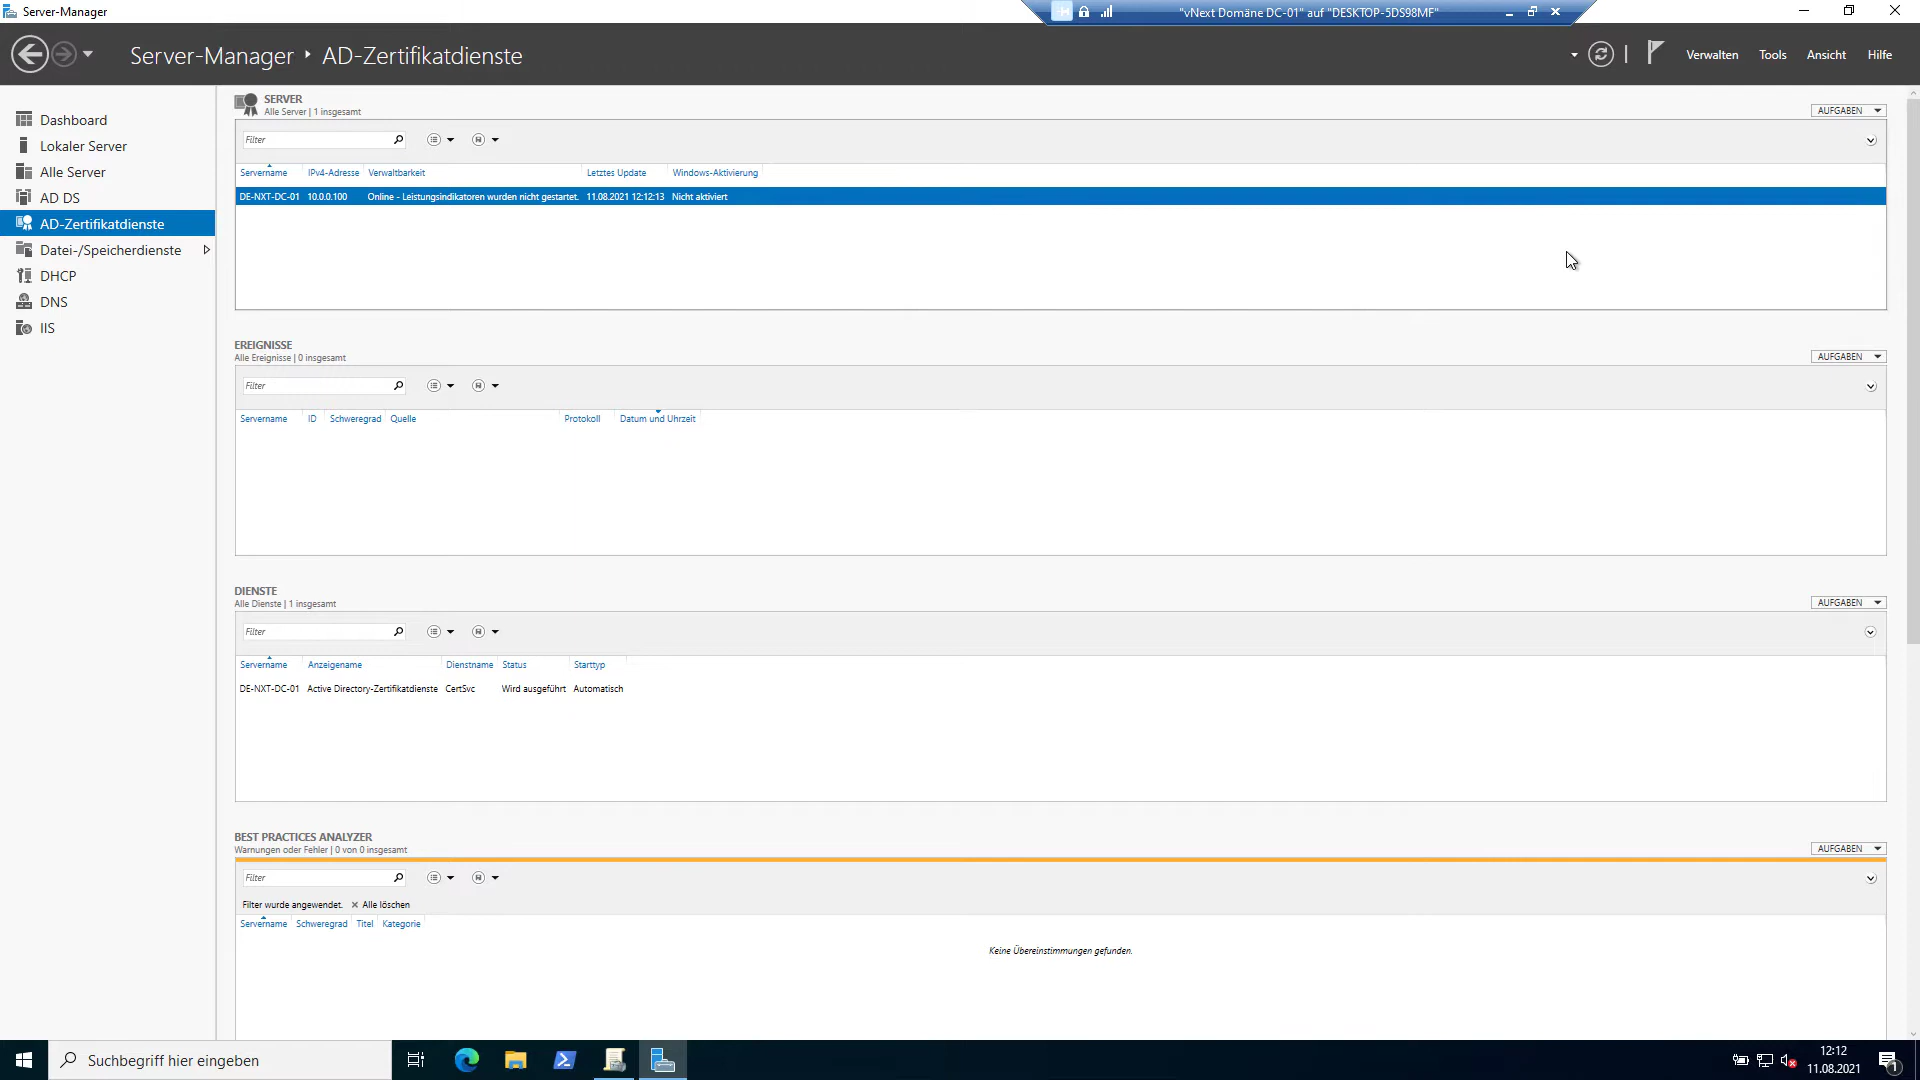 Server-Manager
"vNext Domäne DC-01" auf "DESKTOP-5DS98MF"
Server-Manager AD-Zertifikatdienste
Verwalten Tools Ansicht Hilfe
Dashboard
Lokaler Server
Alle Server
AD DS
AD-Zertifikatdienste
Datei-/Speicherdienste
DHCP
DNS
IIS
SERVER
Alle Server | 1 insgesamt
AUFGABEN
Filter
Servername IPv4-Adresse Verwaltbarkeit Letztes Update Windows-Aktivierung
DE-NXT-DC-01 10.0.0.100 Online - Leistungsindikatoren wurden nicht gestartet. 11.08.2021 12:12:13 Nicht aktiviert
EREIGNISSE
Alle Ereignisse | 0 insgesamt
AUFGABEN
Filter
Servername ID Schweregrad Quelle Protokoll Datum und Uhrzeit
DIENSTE
Alle Dienste | 1 insgesamt
AUFGABEN
Filter
Servername Anzeigename Dienstname Status Starttyp
DE-NXT-DC-01 Active Directory-Zertifikatdienste CertSvc Wird ausgeführt Automatisch
BEST PRACTICES ANALYZER
Warnungen oder Fehler | 0 von 0 insgesamt
AUFGABEN
Filter
Filter wurde angewendet. Alle löschen
Servername Schweregrad Titel Kategorie
Keine Übereinstimmungen gefunden.
Suchbegriff hier eingeben
12:12
11.08.2021
1